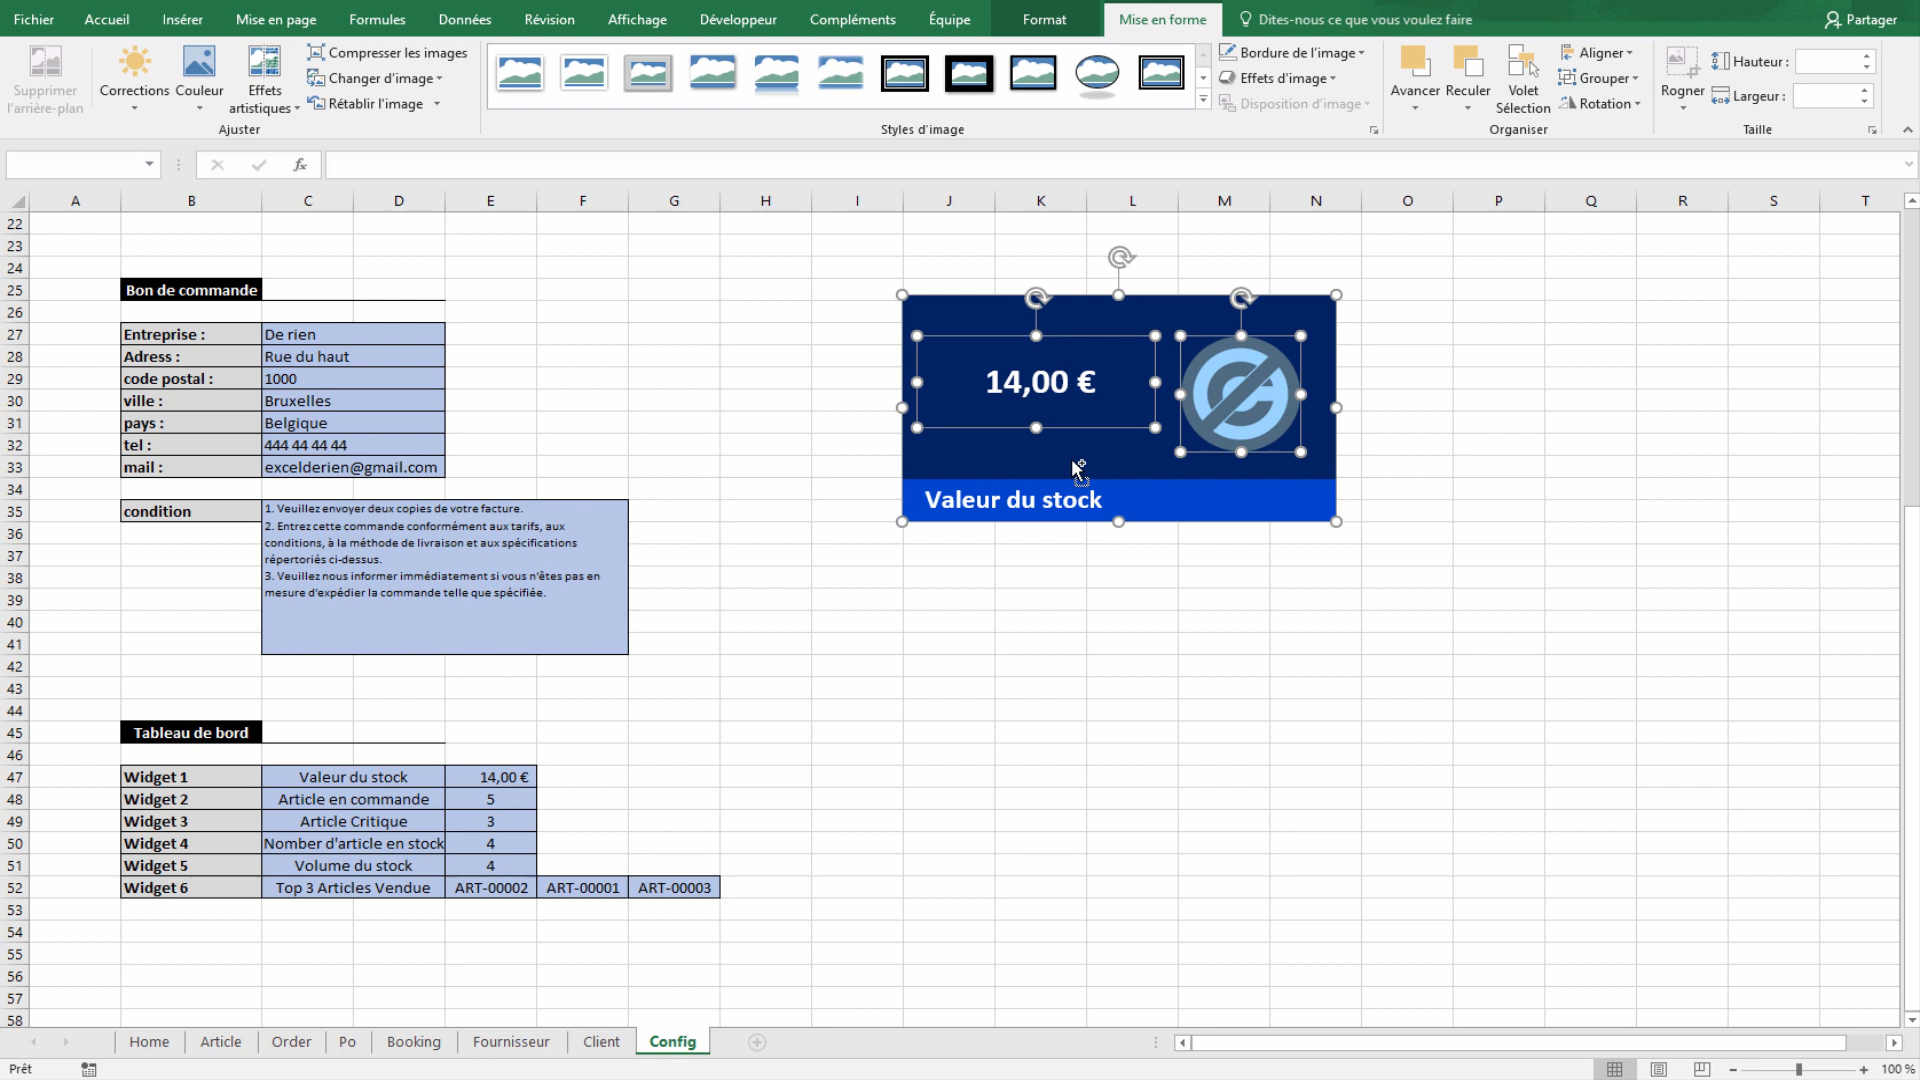 Fichier Accueil Insérer Mise en page Formules Données Révision Affichage Développeur Compléments Équipe Format Mise en forme Dites-nous ce que vous voulez faire Partager
Supprimer l'arrière-plan
Corrections
Couleur
Effets artistiques
Compresser les images
Changer d'image
Rétablir l'image
Bordure de l'image
Effets d'image
Disposition d'image
Avancer
Reculer
Volet Sélection
Aligner
Grouper
Rotation
Rogner
Hauteur :
Largeur :
Ajuster Styles d'image Organiser Taille
fx
A B C D E F G H I J K L M N O P Q R S T
22
23
24
25 Bon de commande
26
27 Entreprise : De rien
28 Adress : Rue du haut
29 code postal : 1000
30 ville : Bruxelles
31 pays : Belgique
32 tel : 444 44 44 44
33 mail : excelderien@gmail.com
34
35 condition 1. Veuillez envoyer deux copies de votre facture.
36 2. Entrez cette commande conformément aux tarifs, aux
conditions, à la méthode de livraison et aux spécifications
37 répertoriés ci-dessus.
38 3. Veuillez nous informer immédiatement si vous n'êtes pas en
39 mesure d'expédier la commande telle que spécifiée.
40
41
42
43
44
45 Tableau de bord
46
47 Widget 1 Valeur du stock 14,00 €
48 Widget 2 Article en commande 5
49 Widget 3 Article Critique 3
50 Widget 4 Nomber d'article en stock 4
51 Widget 5 Volume du stock 4
52 Widget 6 Top 3 Articles Vendue ART-00002 ART-00001 ART-00003
53
54
55
56
57
58
14,00 €
Valeur du stock
Home Article Order Po Booking Fournisseur Client Config
Prêt 100 %